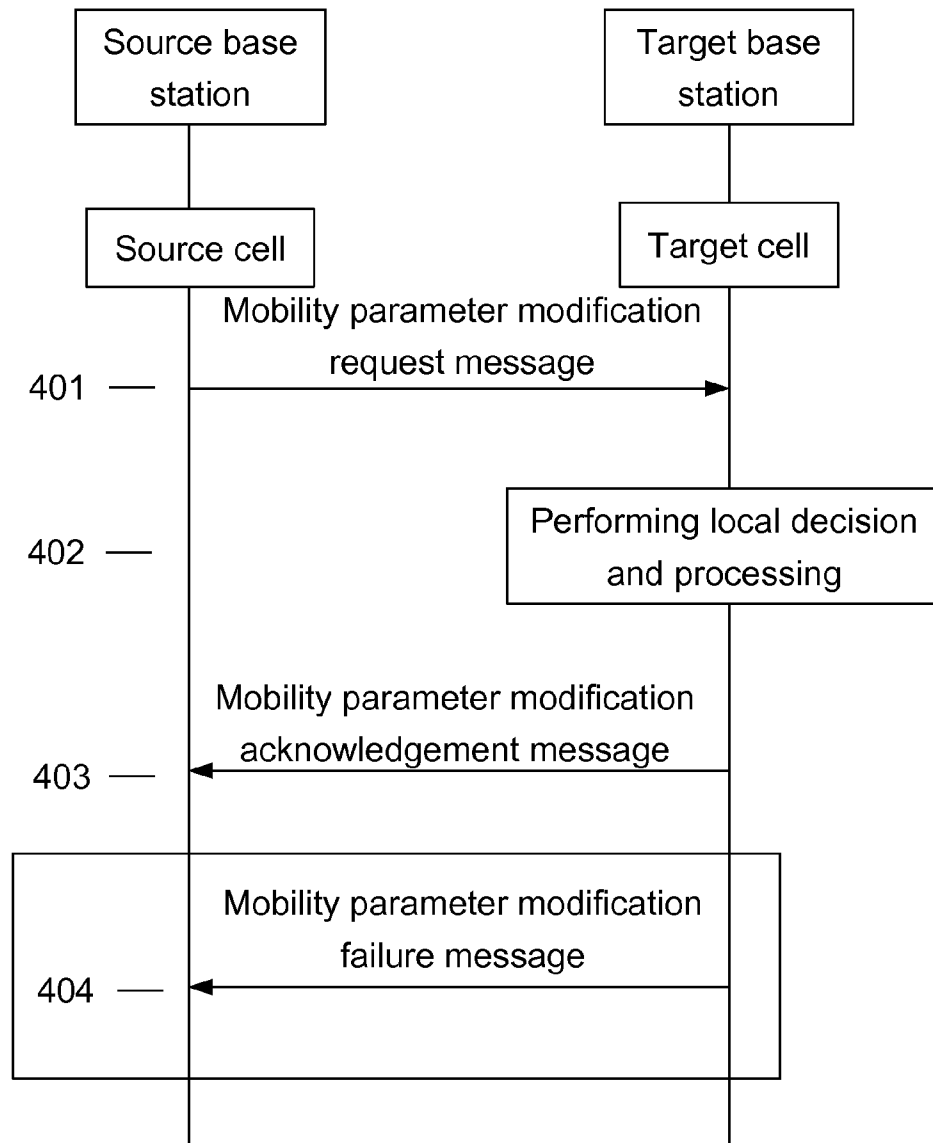 Source base
station
Target base
station
Source cell
Target cell
Mobility parameter modification
request message
401
Performing local decision
and processing
402
Mobility parameter modification
acknowledgement message
403
Mobility parameter modification
failure message
404